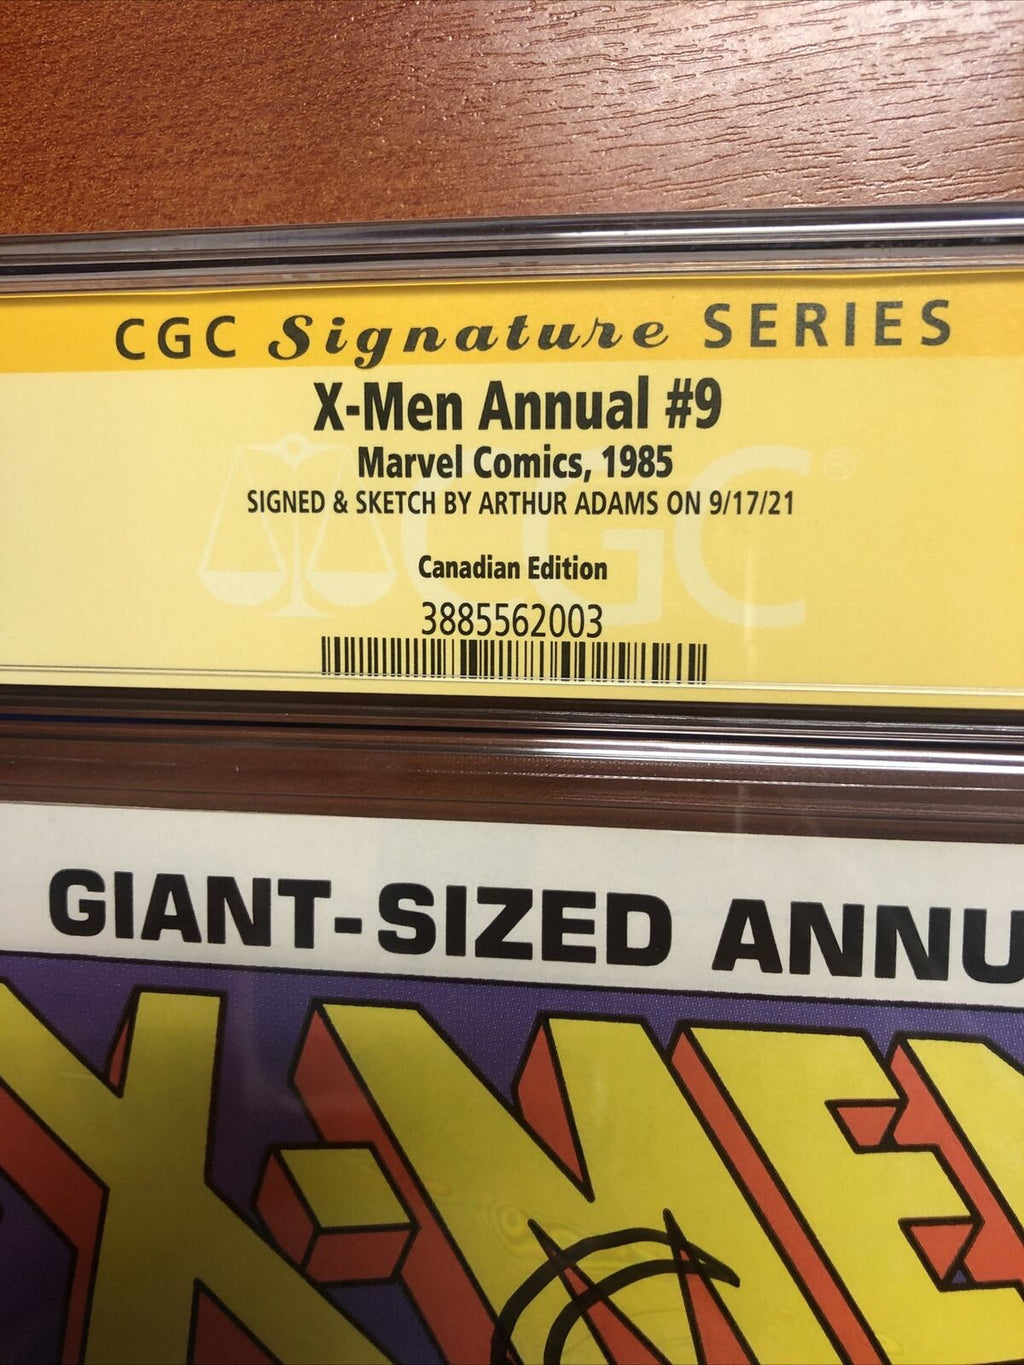 CGC Signature SERIES
X-Men Annual #9
Marvel Comics, 1985
SIGNED & SKETCH BY ARTHUR ADAMS ON 9/17/21
Canadian Edition
CGC®
3885562003
GIANT-SIZED ANNU
X-MEN